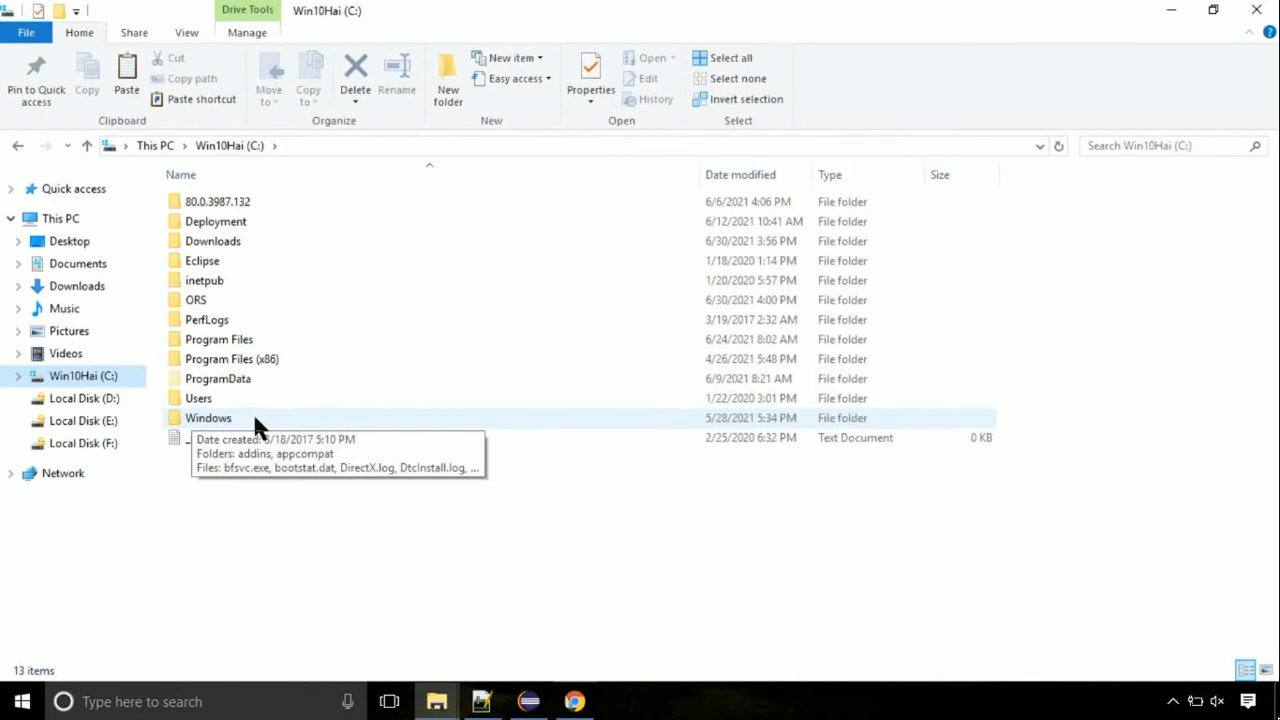 Drive Tools
Win10Hai (C:)
File
Home
Share
View
Manage
Pin to Quick access
Copy
Paste
Cut
Copy path
Paste shortcut
Move to
Copy to
Delete
Rename
New folder
New item
Easy access
Properties
Open
Edit
History
Select all
Select none
Invert selection
Clipboard
Organize
New
Open
Select
This PC
Win10Hai (C:)
Search Win10Hai (C:)
Name
Date modified
Type
Size
Quick access
This PC
Desktop
Documents
Downloads
Music
Pictures
Videos
Win10Hai (C:)
Local Disk (D:)
Local Disk (E:)
Local Disk (F:)
Network
80.0.3987.132 6/6/2021 4:06 PM File folder
Deployment 6/12/2021 10:41 AM File folder
Downloads 6/30/2021 3:56 PM File folder
Eclipse 1/18/2020 1:14 PM File folder
inetpub 1/20/2020 5:57 PM File folder
ORS 6/30/2021 4:00 PM File folder
PerfLogs 3/19/2017 2:32 AM File folder
Program Files 6/24/2021 8:02 AM File folder
Program Files (x86) 4/26/2021 5:48 PM File folder
ProgramData 6/9/2021 8:21 AM File folder
Users 1/22/2020 3:01 PM File folder
Windows 5/28/2021 5:34 PM File folder
2/25/2020 6:32 PM Text Document 0 KB
Date created: /18/2017 5:10 PM
Folders: addins, appcompat
Files: bfsvc.exe, bootstat.dat, DirectX.log, DtcInstall.log, ...
13 items
Type here to search